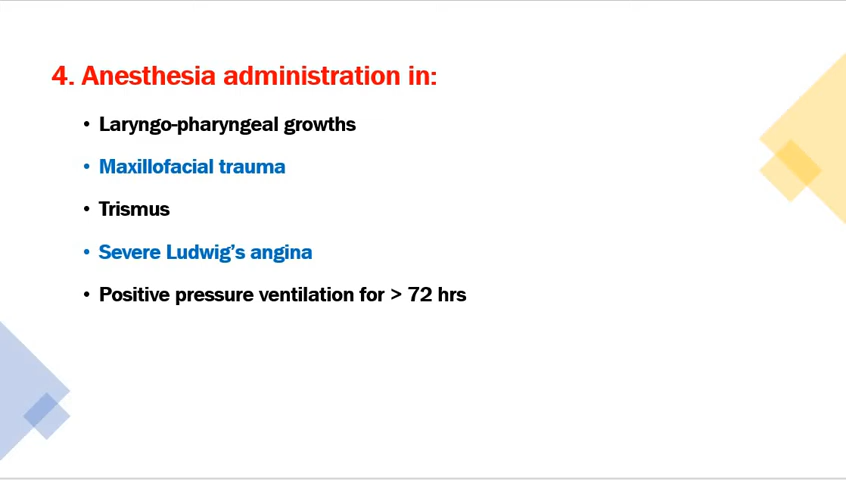 4. Anesthesia administration in:
• Laryngo-pharyngeal growths
• Maxillofacial trauma
• Trismus
• Severe Ludwig’s angina
• Positive pressure ventilation for > 72 hrs